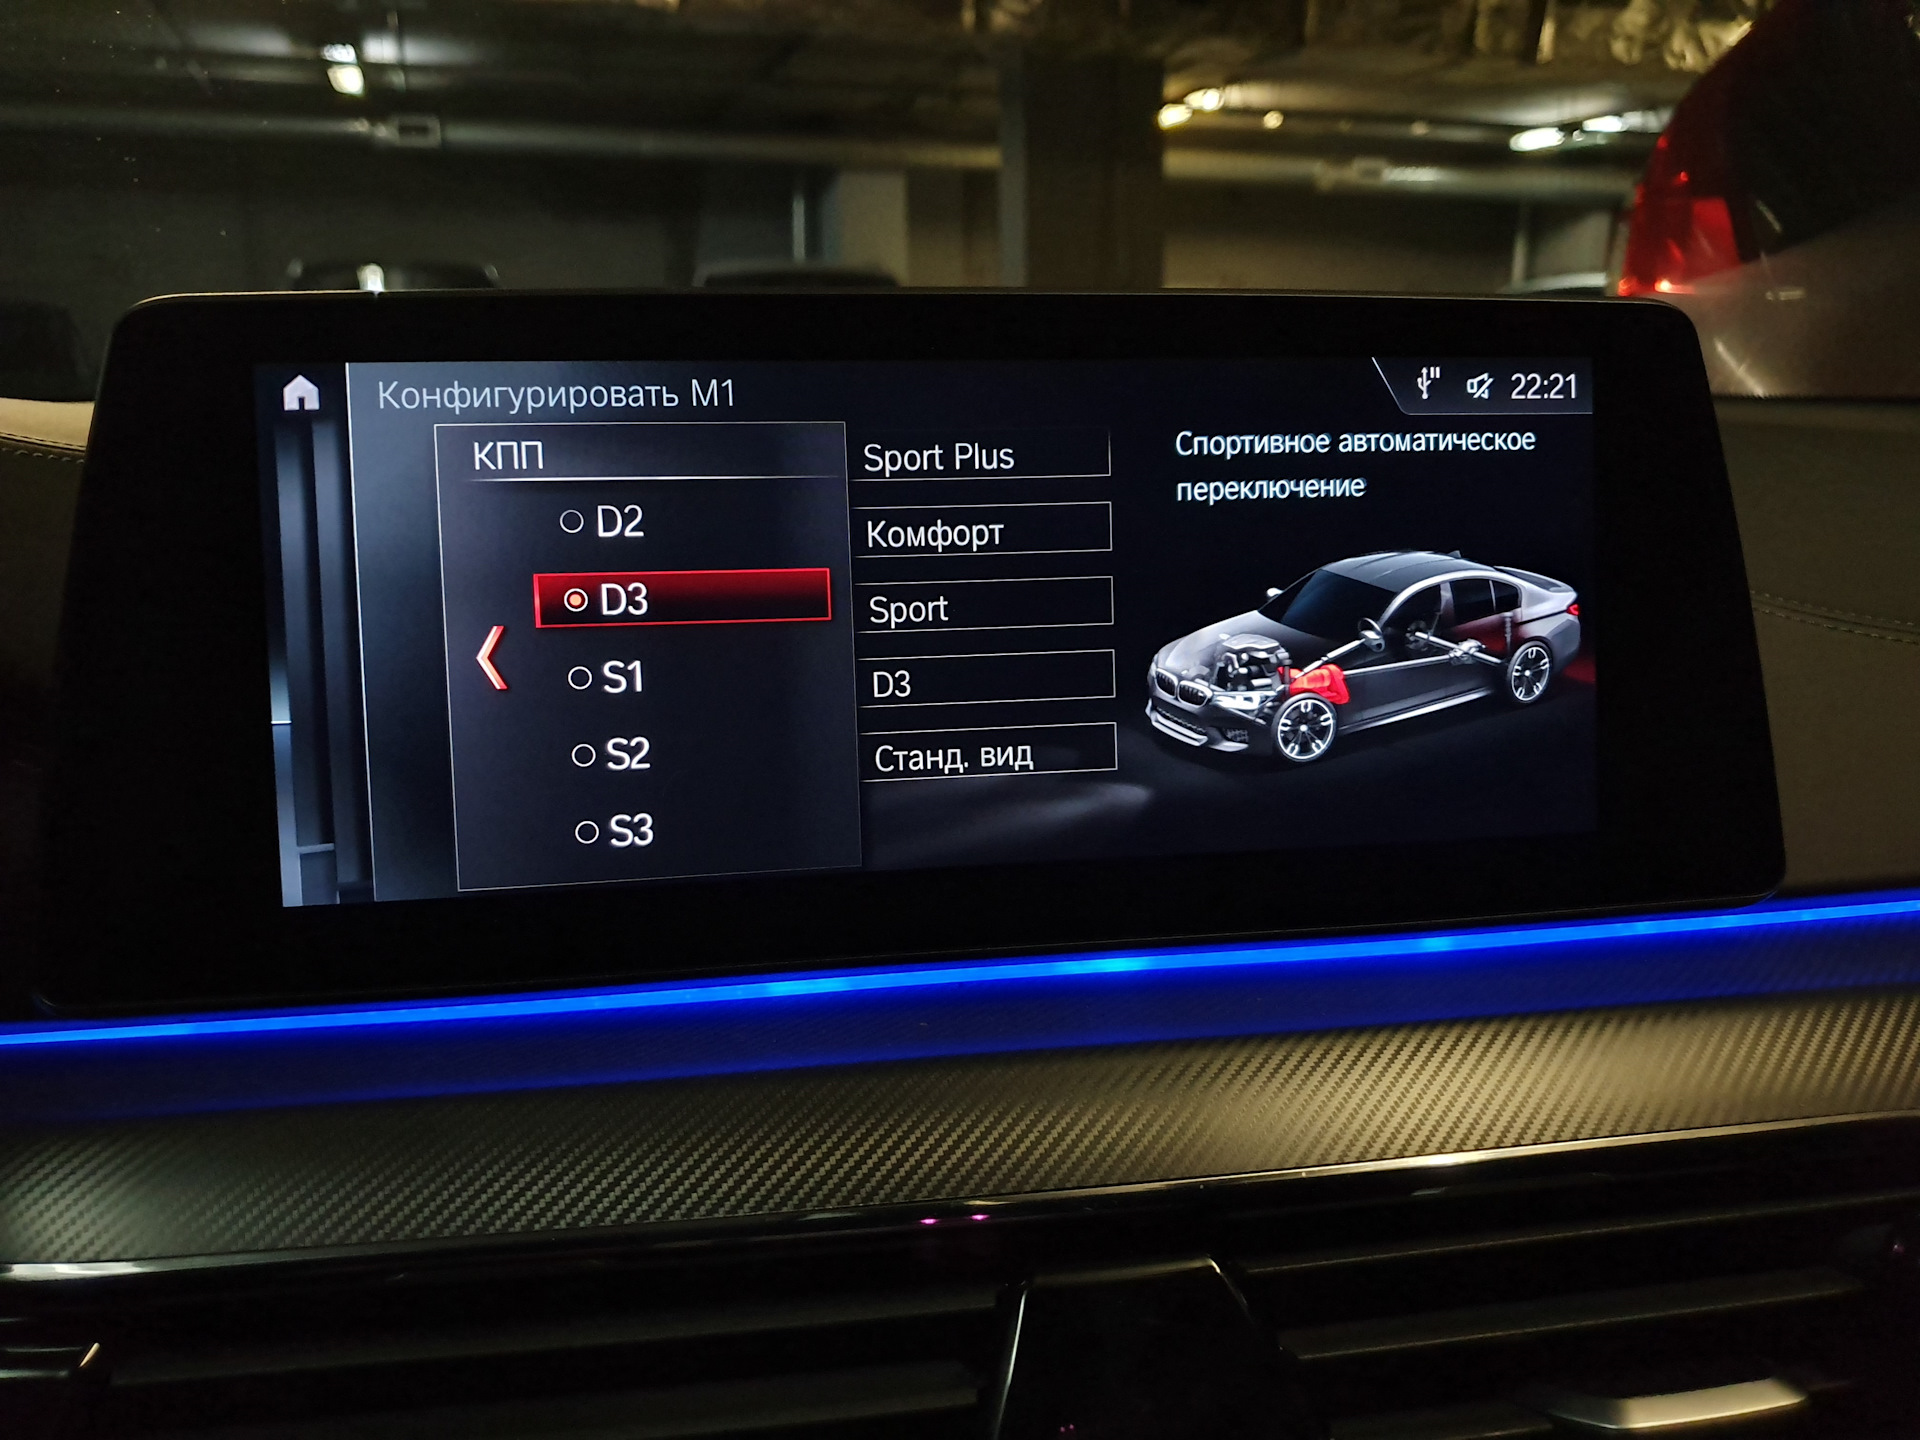 Конфигурировать M1
22:21
КПП
D2
D3
S1
S2
S3
Sport Plus
Комфорт
Sport
D3
Станд. вид
Спортивное автоматическое
переключение